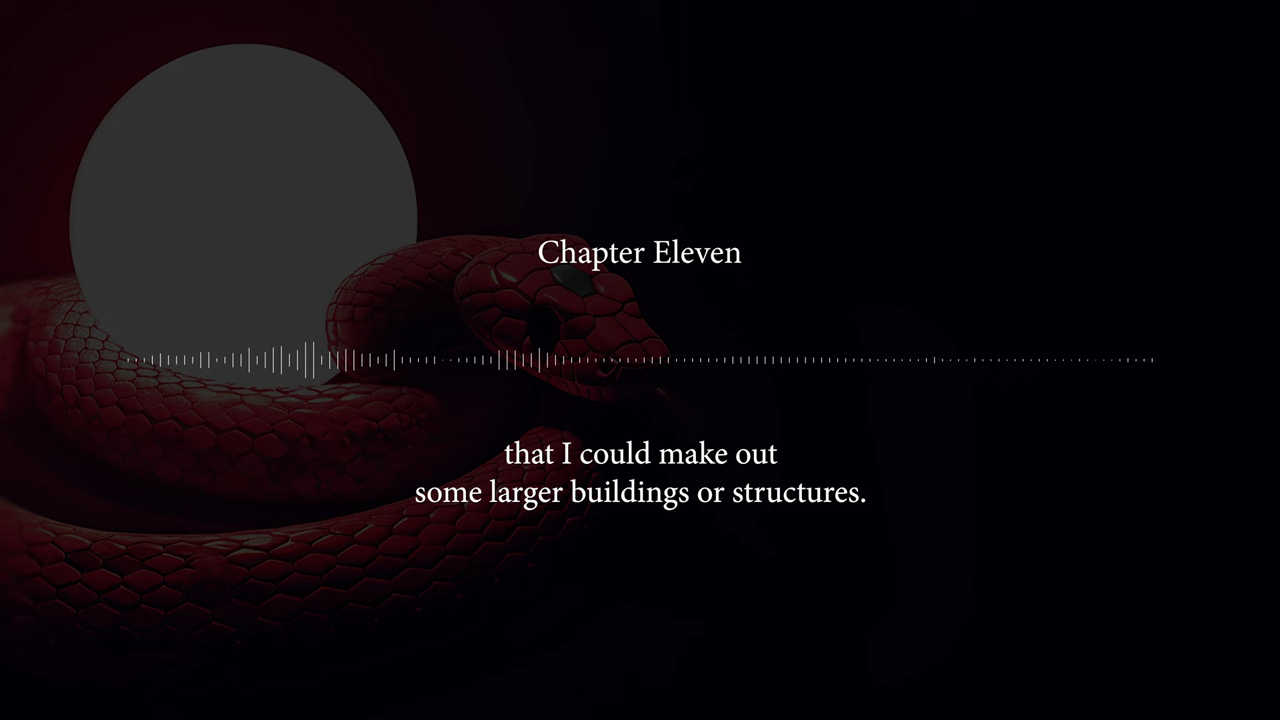 Chapter Eleven
that I could make out
some larger buildings or structures.